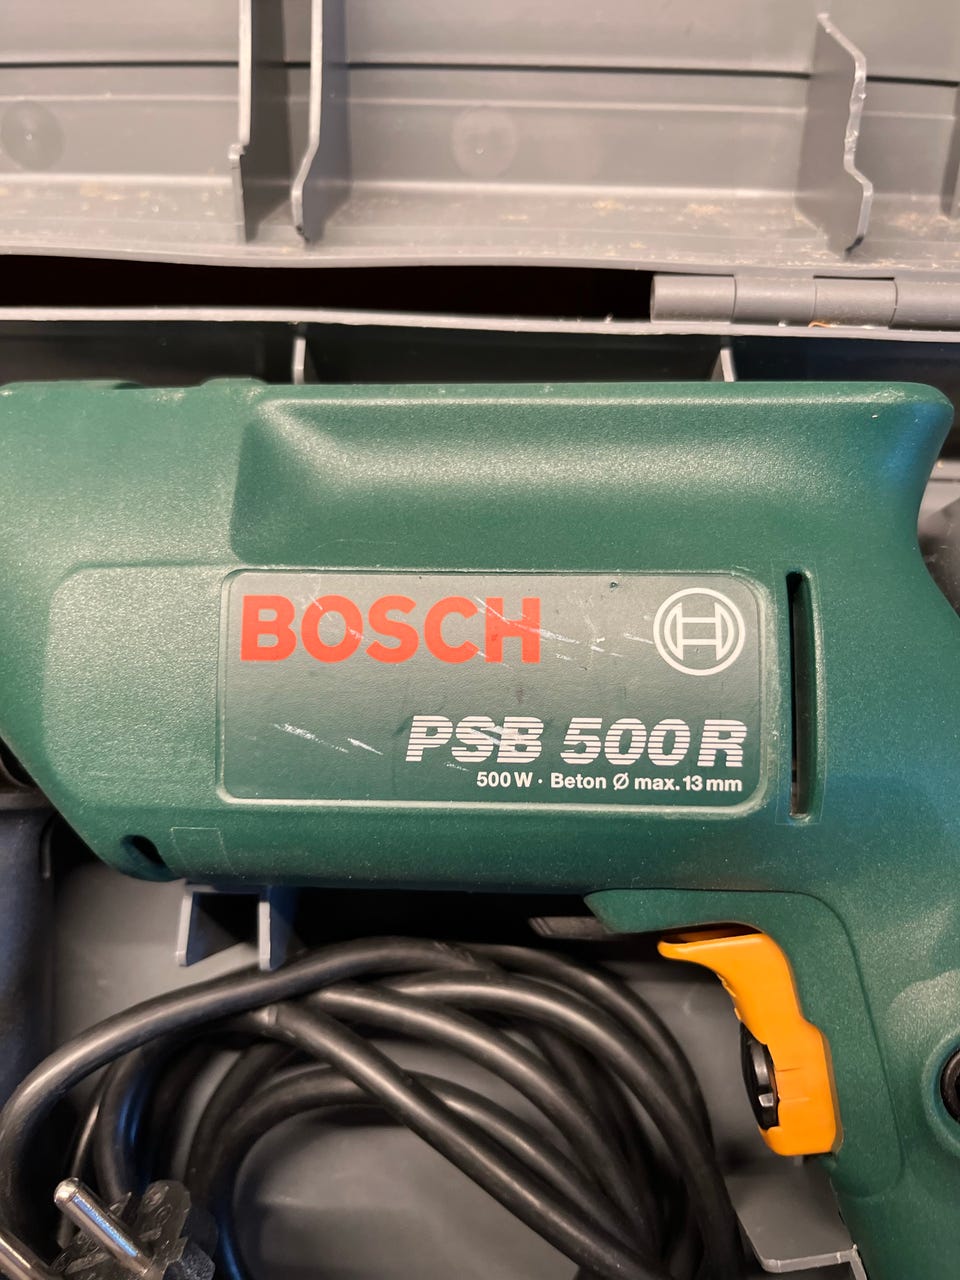 BOSCH
PSB 500 R
500 W · Beton Ø max. 13 mm